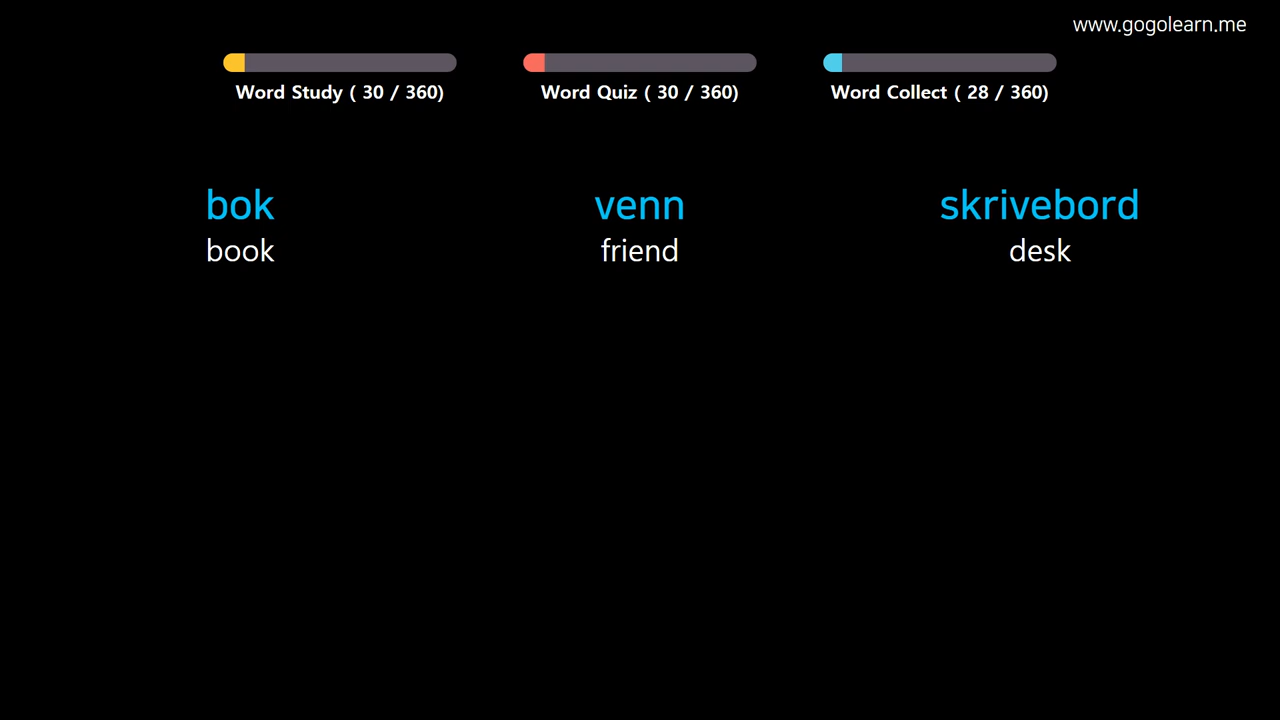 www.gogolearn.me
Word Study ( 30 / 360)
Word Quiz ( 30 / 360)
Word Collect ( 28 / 360)
bok
venn
skrivebord
book
friend
desk